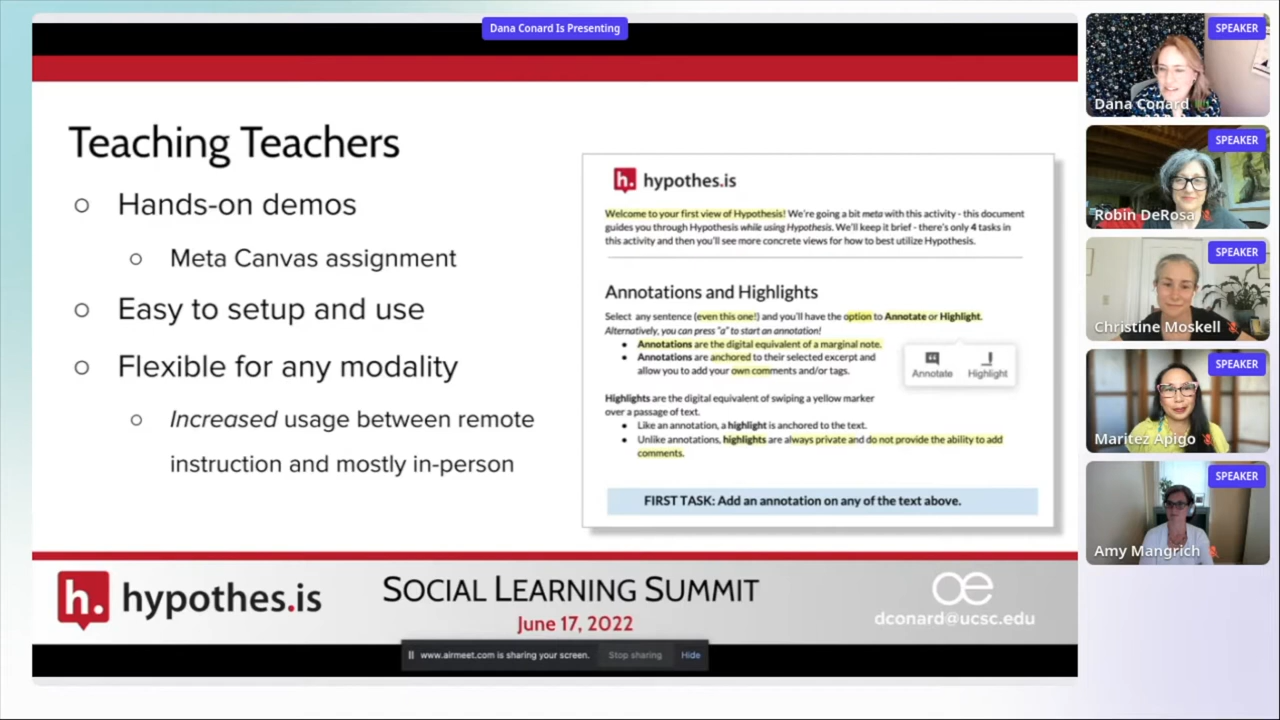 Dana Conard Is Presenting
Teaching Teachers
○ Hands-on demos
○ Meta Canvas assignment
○ Easy to setup and use
○ Flexible for any modality
○ Increased usage between remote
instruction and mostly in-person
h. hypothes.is
Welcome to your first view of Hypothesis! We're going a bit meta with this activity - this document
guides you through Hypothesis while using Hypothesis. We'll keep it brief - there's only 4 tasks in
this activity and then you'll see more concrete views for how to best utilize Hypothesis.
Annotations and Highlights
Select any sentence (even this one!) and you'll have the option to Annotate or Highlight.
Alternatively, you can press "a" to start an annotation!
● Annotations are the digital equivalent of a marginal note.
● Annotations are anchored to their selected excerpt and
allow you to add your own comments and/or tags.
Annotate Highlight
Highlights are the digital equivalent of swiping a yellow marker
over a passage of text.
● Like an annotation, a highlight is anchored to the text.
● Unlike annotations, highlights are always private and do not provide the ability to add
comments.
FIRST TASK: Add an annotation on any of the text above.
h. hypothes.is
SOCIAL LEARNING SUMMIT
June 17, 2022
oe
dconard@ucsc.edu
www.airmeet.com is sharing your screen. Stop sharing Hide
SPEAKER
Dana Conard
SPEAKER
Robin DeRosa
SPEAKER
Christine Moskell
SPEAKER
Maritez Apigo
SPEAKER
Amy Mangrich